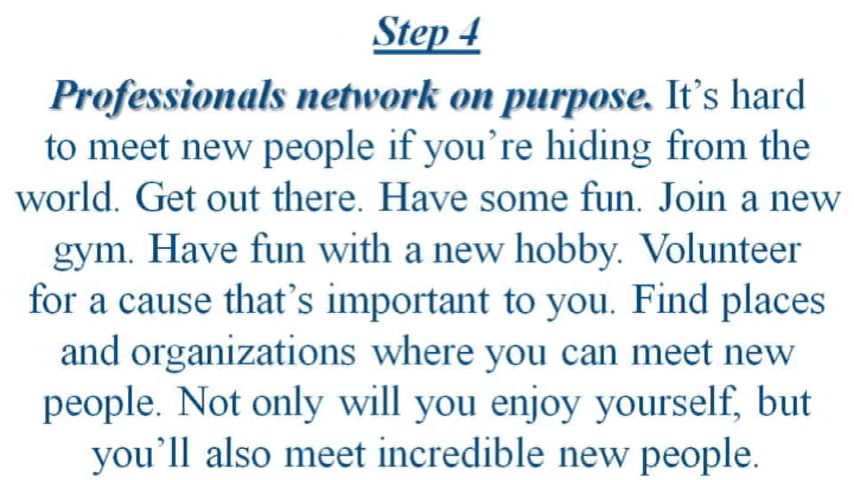 Step 4
Professionals network on purpose. It's hard
to meet new people if you're hiding from the
world. Get out there. Have some fun. Join a new
gym. Have fun with a new hobby. Volunteer
for a cause that's important to you. Find places
and organizations where you can meet new
people. Not only will you enjoy yourself, but
you'll also meet incredible new people.